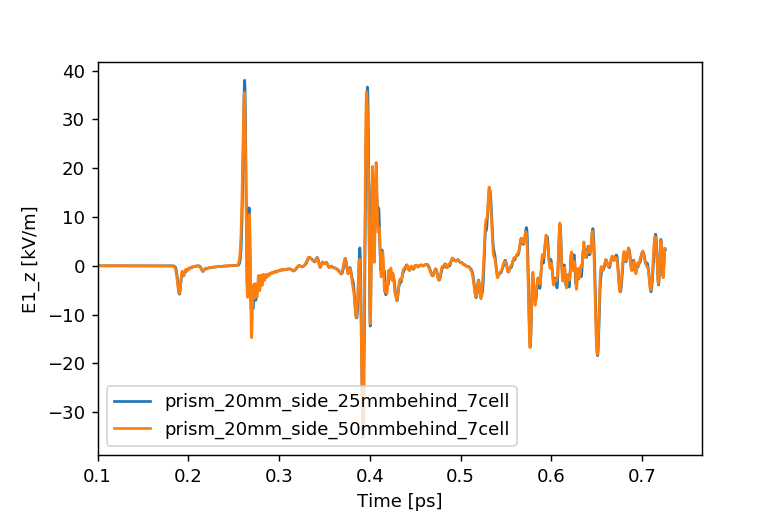 40
30
20
10
0
−10
−20
−30
E1_z [kV/m]
prism_20mm_side_25mmbehind_7cell
prism_20mm_side_50mmbehind_7cell
0.1 0.2 0.3 0.4 0.5 0.6 0.7
Time [ps]